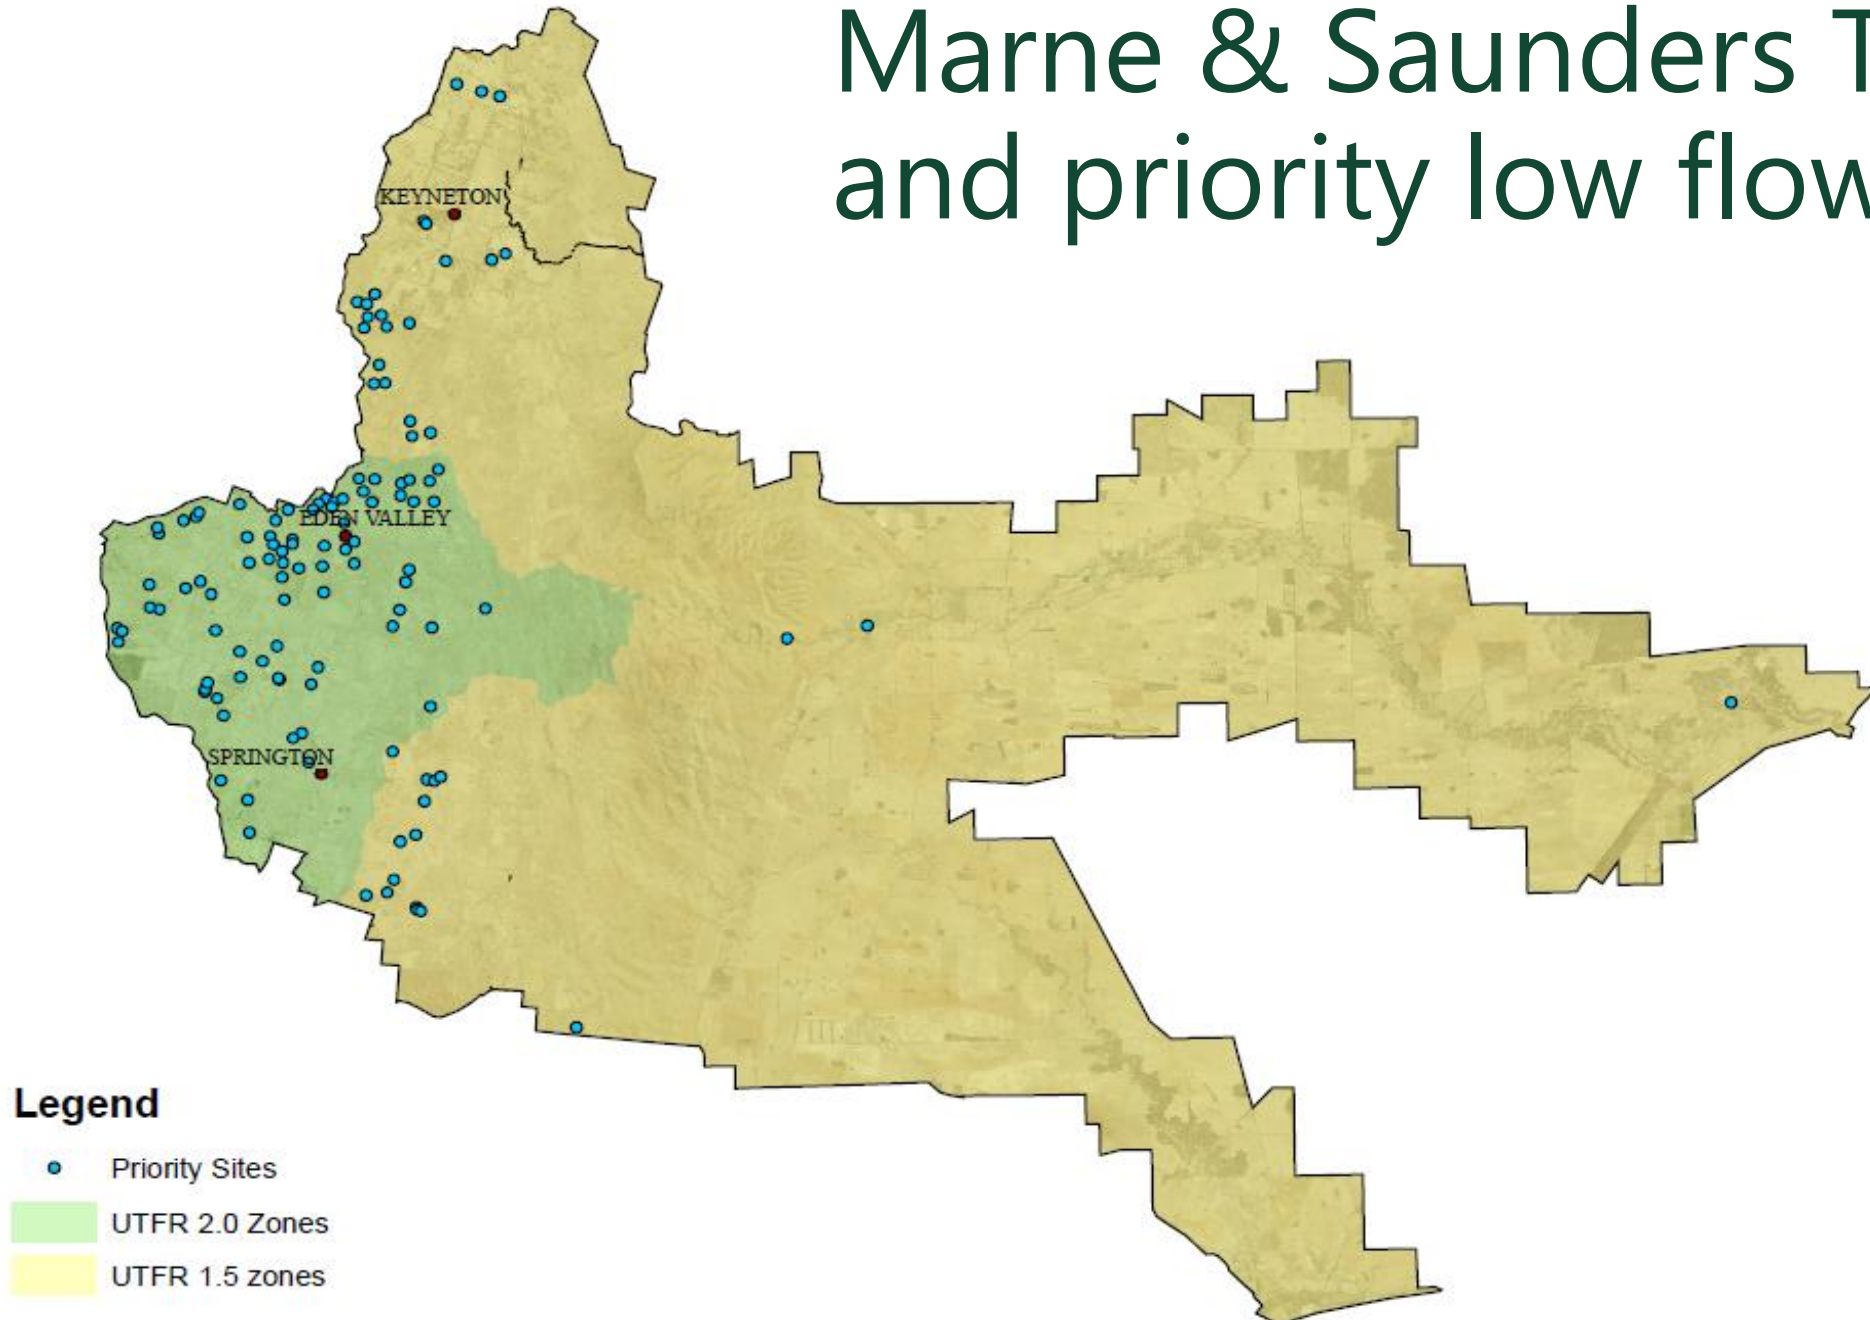 Marne & Saunders T
and priority low flow
KEYNETON
EDEN VALLEY
SPRINGTON
Legend
Priority Sites
UTFR 2.0 Zones
UTFR 1.5 zones